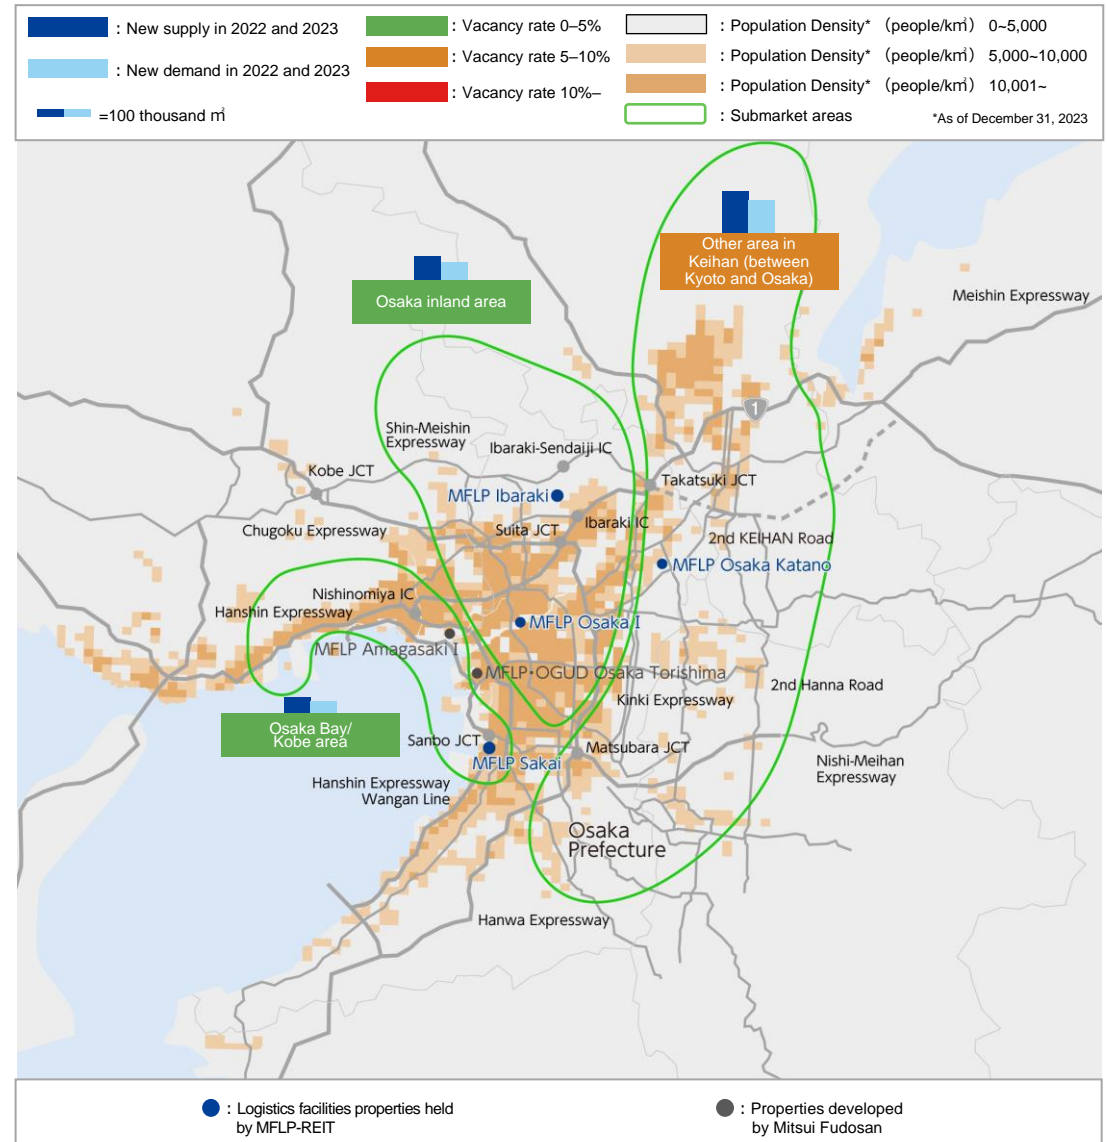 : New supply in 2022 and 2023
: New demand in 2022 and 2023
=100 thousand ㎡
: Vacancy rate 0–5%
: Vacancy rate 5–10%
: Vacancy rate 10%–
: Population Density* (people/k㎡) 0~5,000
: Population Density* (people/k㎡) 5,000~10,000
: Population Density* (people/k㎡) 10,001~
: Submarket areas
*As of December 31, 2023
Other area in
Keihan (between
Kyoto and Osaka)
Osaka inland area
Meishin Expressway
1
Shin-Meishin
Expressway
Ibaraki-Sendaiji IC
Kobe JCT
Takatsuki JCT
MFLP Ibaraki
Chugoku Expressway
Suita JCT
Ibaraki IC
2nd KEIHAN Road
MFLP Osaka Katano
Nishinomiya IC
Hanshin Expressway
MFLP Osaka I
MFLP Amagasaki I
MFLP・OGUD Osaka Torishima
2nd Hanna Road
Kinki Expressway
Osaka Bay/
Kobe area
Sanbo JCT
Matsubara JCT
MFLP Sakai
Nishi-Meihan
Expressway
Hanshin Expressway
Wangan Line
Osaka
Prefecture
Hanwa Expressway
: Logistics facilities properties held
by MFLP-REIT
: Properties developed
by Mitsui Fudosan